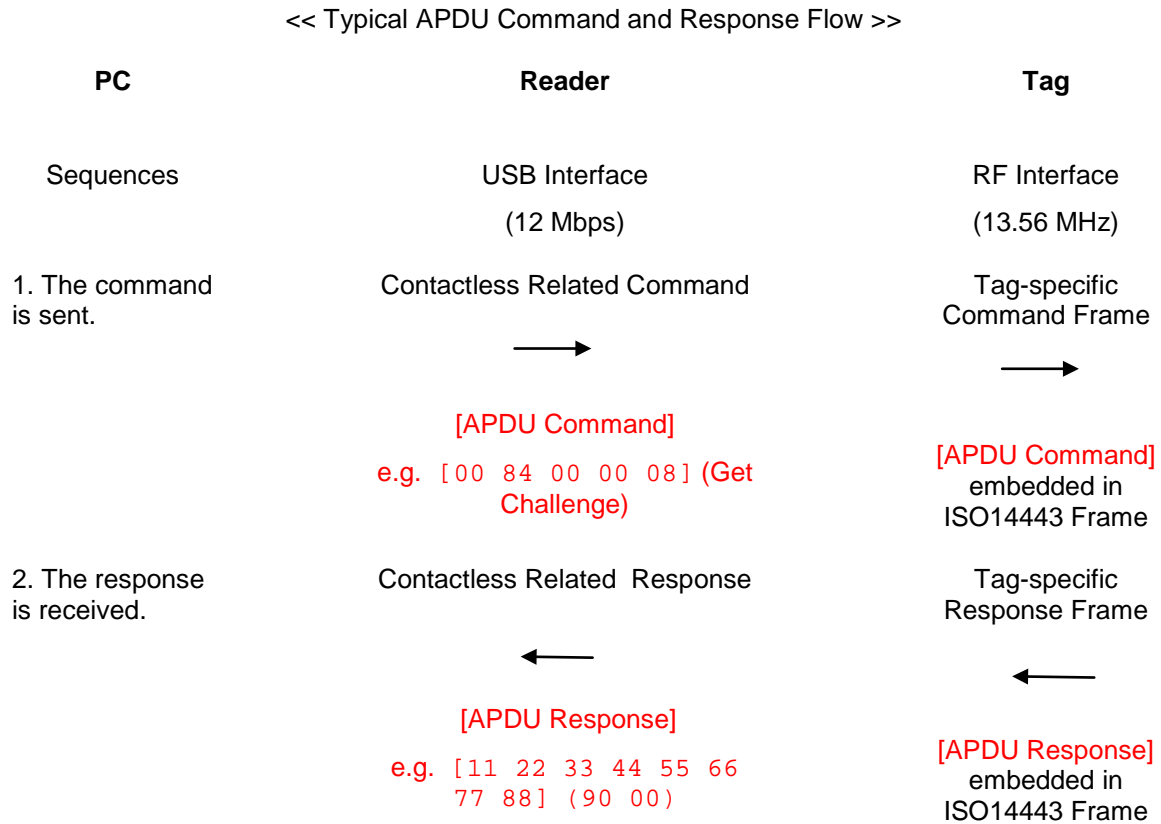 << Typical APDU Command and Response Flow >>
PC Reader Tag
Sequences USB Interface RF Interface
(12 Mbps) (13.56 MHz)
1. The command
is sent.
Contactless Related Command
Tag-specific
Command Frame
[APDU Command]
e.g. [00 84 00 00 08] (Get
Challenge)
[APDU Command]
embedded in
ISO14443 Frame
2. The response
is received.
Contactless Related Response
Tag-specific
Response Frame
[APDU Response]
e.g. [11 22 33 44 55 66
77 88] (90 00)
[APDU Response]
embedded in
ISO14443 Frame